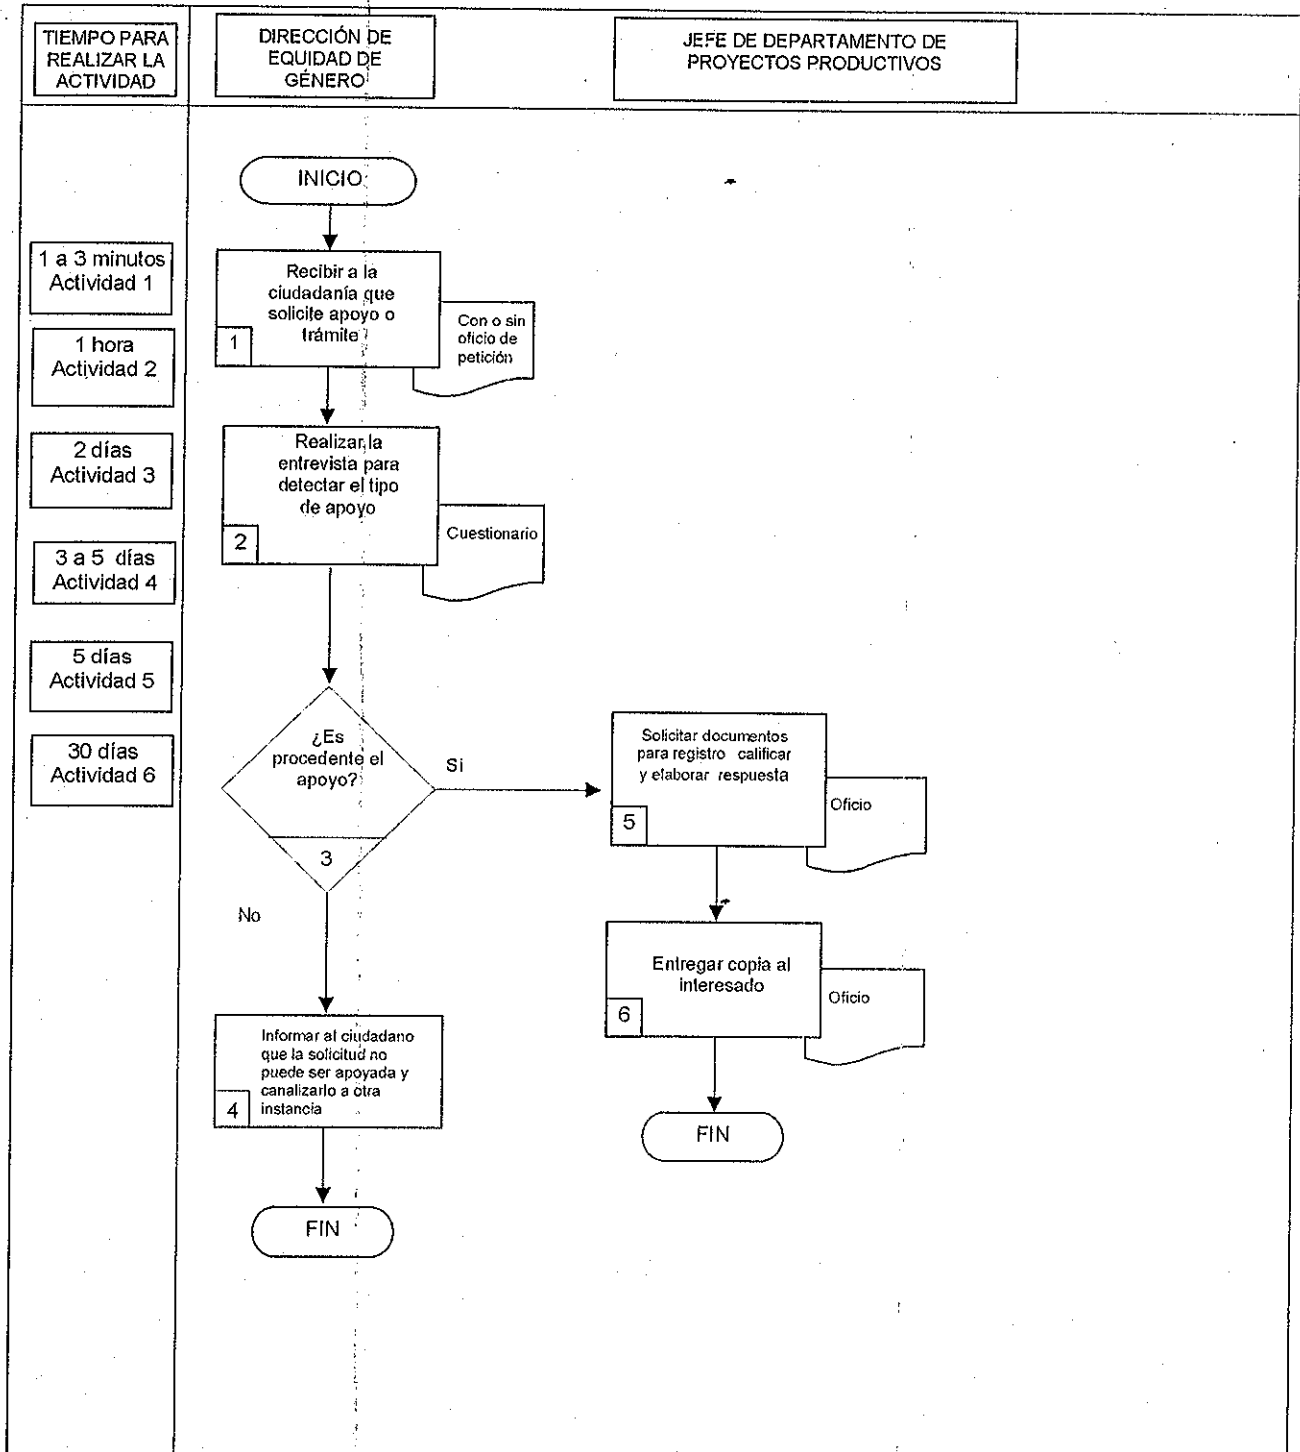 TIEMPO PARA
REALIZAR LA
ACTIVIDAD
DIRECCIÓN DE
EQUIDAD DE
GÉNERO
JEFE DE DEPARTAMENTO DE
PROYECTOS PRODUCTIVOS
INICIO
1 a 3 minutos
Actividad 1
Recibir a la
ciudadanía que
solicite apoyo o
trámite
1
Con o sin
oficio de
petición
1 hora
Actividad 2
2 días
Actividad 3
Realizar la
entrevista para
detectar el tipo
de apoyo
2
Cuestionario
3 a 5 días
Actividad 4
5 días
Actividad 5
30 días
Actividad 6
¿Es
procedente el
apoyo?
3
Si
No
Solicitar documentos
para registro calificar
y elaborar respuesta
5
Oficio
Entregar copia al
interesado
6
Oficio
FIN
Informar al ciudadano
que la solicitud no
puede ser apoyada y
canalizarlo a otra
instancia
4
FIN